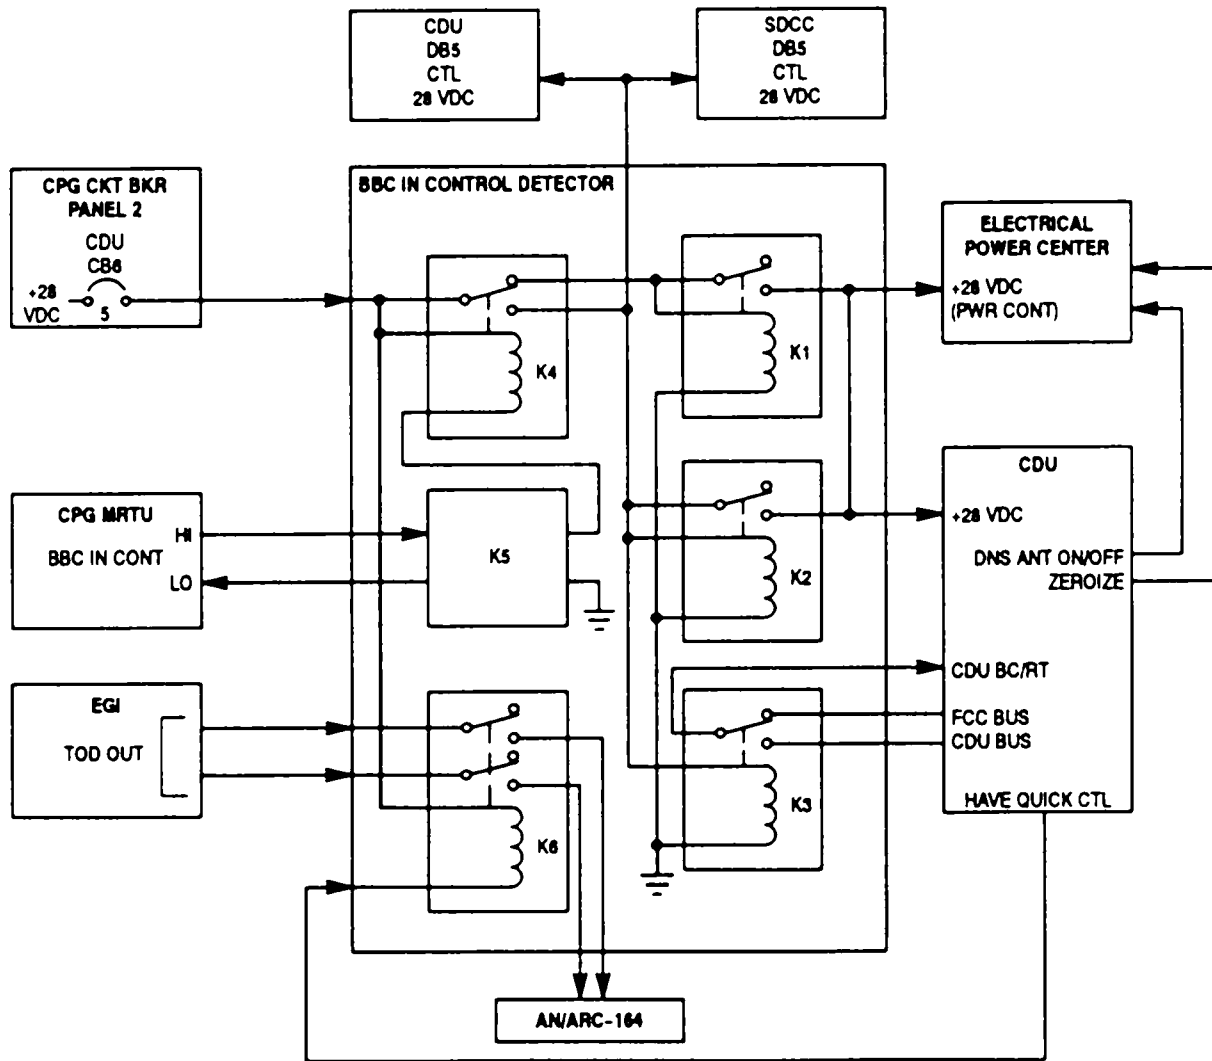 CDU
DB5
CTL
28 VDC
SDCC
DB5
CTL
28 VDC
CPG CKT BKR
PANEL 2
CDU
CB6
+28
VDC
5
BBC IN CONTROL DETECTOR
K4
K1
ELECTRICAL
POWER CENTER
+28 VDC
(PWR CONT)
CPG MRTU
HI
BBC IN CONT
LO
K5
K2
CDU
+28 VDC
DNS ANT ON/OFF
ZEROIZE
CDU BC/RT
FCC BUS
CDU BUS
HAVE QUICK CTL
EGI
TOD OUT
K6
K3
AN/ARC-164